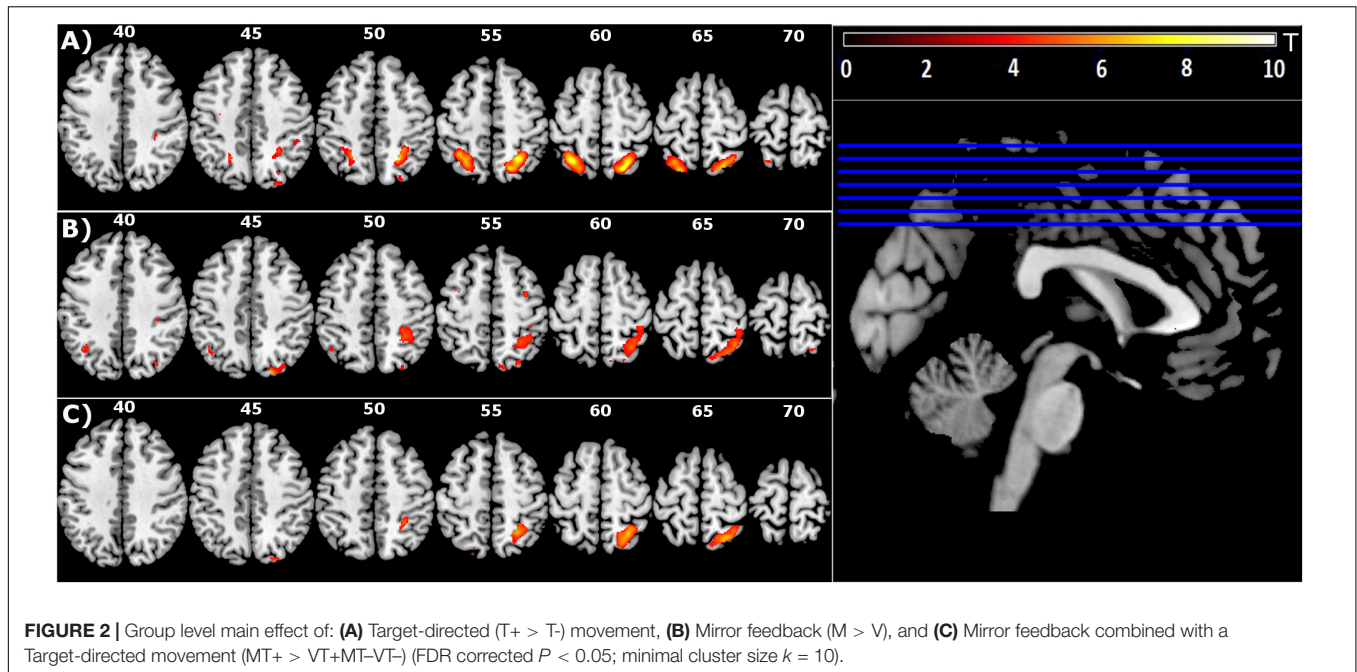 A)
40 45 50 55 60 65 70
B)
40 45 50 55 60 65 70
C)
40 45 50 55 60 65 70
T
0 2 4 6 8 10
FIGURE 2 | Group level main effect of: (A) Target-directed (T+ > T-) movement, (B) Mirror feedback (M > V), and (C) Mirror feedback combined with a
Target-directed movement (MT+ > VT+MT–VT–) (FDR corrected P < 0.05; minimal cluster size k = 10).